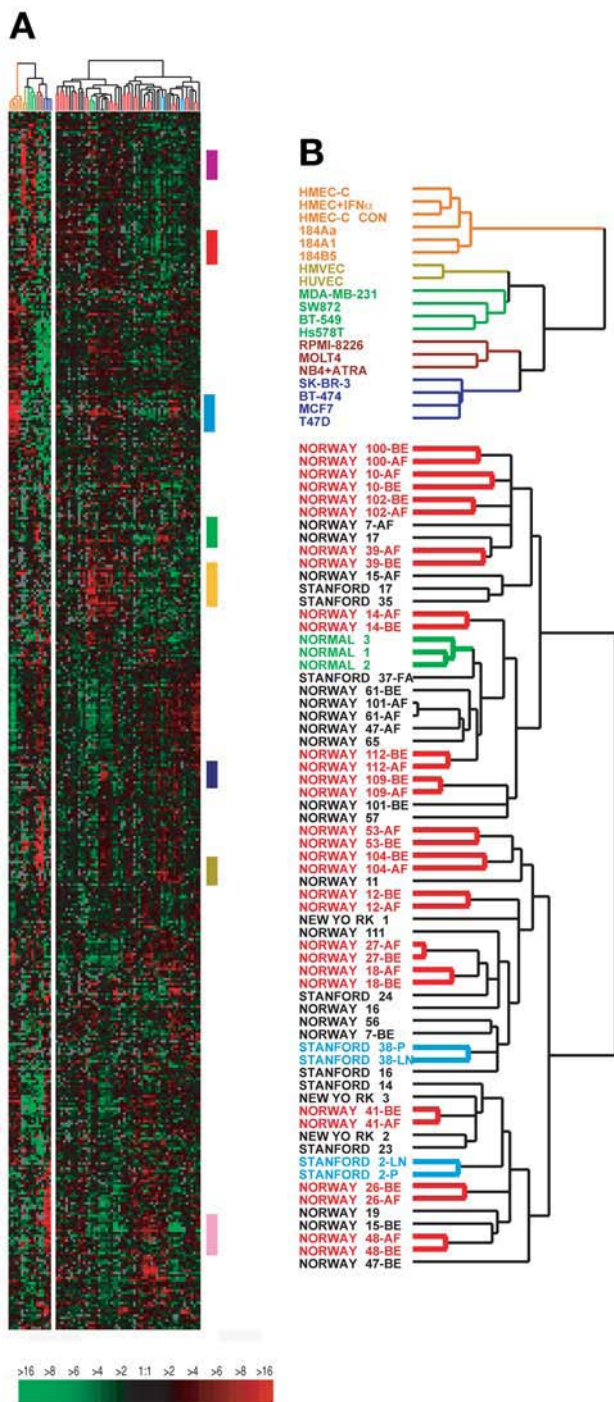 A
B
HMEC-C
HMEC+IFNα
HMEC-C CON
184Aa
184A1
184B5
HMVEC
HUVEC
MDA-MB-231
SW872
BT-549
Hs578T
RPMI-8226
MOLT4
NB4+ATRA
SK-BR-3
BT-474
MCF7
T47D
NORWAY 100-BE
NORWAY 100-AF
NORWAY 10-AF
NORWAY 10-BE
NORWAY 102-BE
NORWAY 102-AF
NORWAY 7-AF
NORWAY 17
NORWAY 39-AF
NORWAY 39-BE
NORWAY 15-AF
STANFORD 17
STANFORD 35
NORWAY 14-AF
NORWAY 14-BE
NORMAL 3
NORMAL 1
NORMAL 2
STANFORD 37-FA
NORWAY 61-BE
NORWAY 101-AF
NORWAY 61-AF
NORWAY 47-AF
NORWAY 65
NORWAY 112-BE
NORWAY 112-AF
NORWAY 109-BE
NORWAY 109-AF
NORWAY 101-BE
NORWAY 57
NORWAY 53-AF
NORWAY 53-BE
NORWAY 104-BE
NORWAY 104-AF
NORWAY 11
NORWAY 12-BE
NORWAY 12-AF
NEW YO RK 1
NORWAY 111
NORWAY 27-AF
NORWAY 27-BE
NORWAY 18-AF
NORWAY 18-BE
STANFORD 24
NORWAY 16
NORWAY 56
NORWAY 7-BE
STANFORD 38-P
STANFORD 38-LN
STANFORD 16
STANFORD 14
NEW YO RK 3
NORWAY 41-BE
NORWAY 41-AF
NEW YO RK 2
STANFORD 23
STANFORD 2-LN
STANFORD 2-P
NORWAY 26-BE
NORWAY 26-AF
NORWAY 19
NORWAY 15-BE
NORWAY 48-AF
NORWAY 48-BE
NORWAY 47-BE
>16 >8 >6 >4 >2 1:1 >2 >4 >6 >8 >16